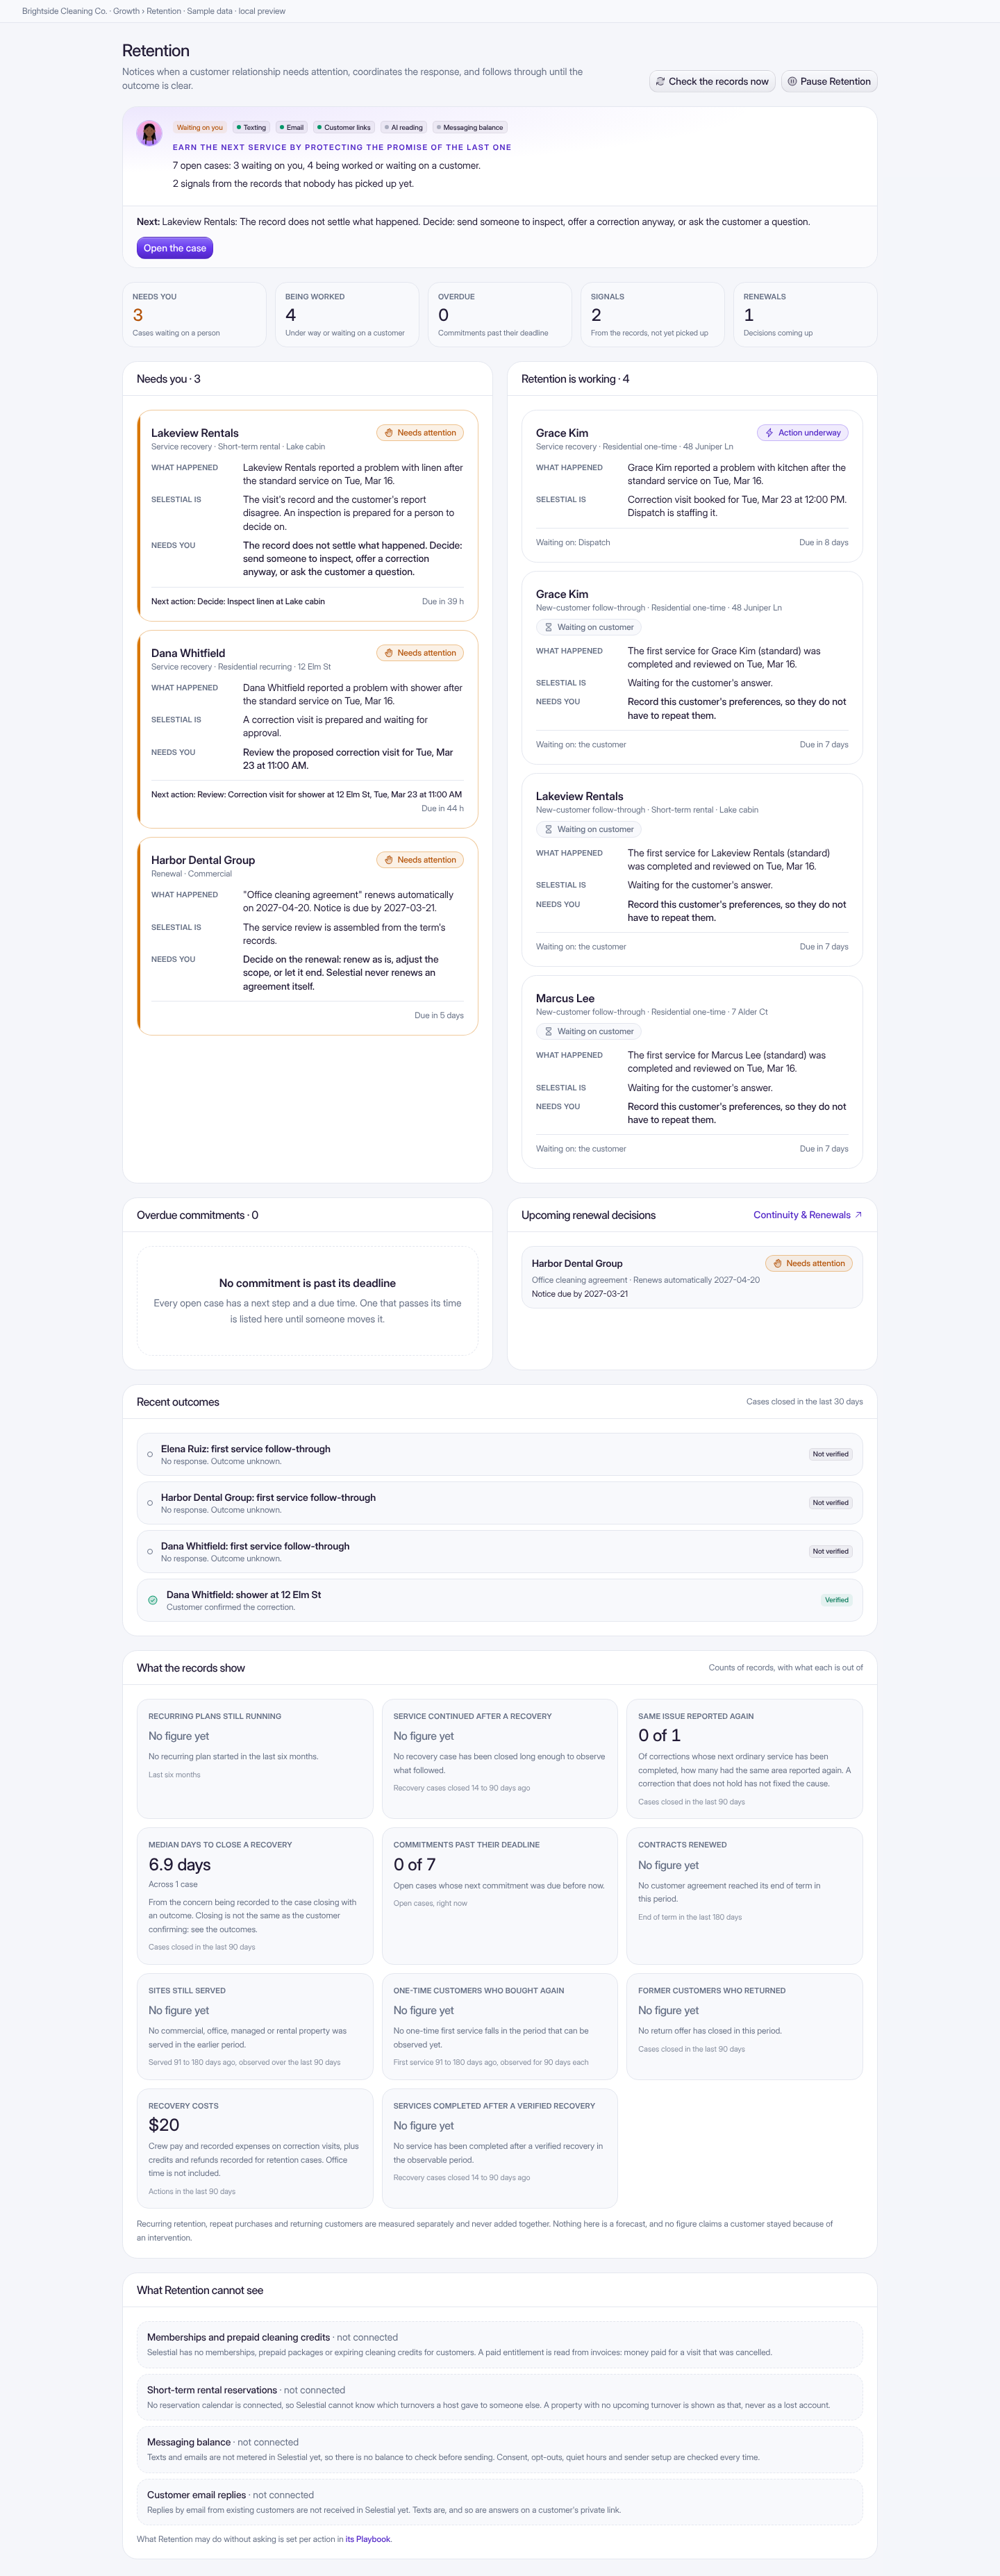 Brightside Cleaning Co. · Growth › Retention · Sample data · local preview
Retention
Notices when a customer relationship needs attention, coordinates the response, and follows through until the
outcome is clear.
Check the records now
Pause Retention
Waiting on you
Texting
Email
Customer links
AI reading
Messaging balance
EARN THE NEXT SERVICE BY PROTECTING THE PROMISE OF THE LAST ONE
7 open cases: 3 waiting on you, 4 being worked or waiting on a customer.
2 signals from the records that nobody has picked up yet.
Next: Lakeview Rentals: The record does not settle what happened. Decide: send someone to inspect, offer a correction anyway, or ask the customer a question.
Open the case
NEEDS YOU
3
Cases waiting on a person
BEING WORKED
4
Under way or waiting on a customer
OVERDUE
0
Commitments past their deadline
SIGNALS
2
From the records, not yet picked up
RENEWALS
1
Decisions coming up
Needs you · 3
Lakeview Rentals
Needs attention
Service recovery · Short-term rental · Lake cabin
WHAT HAPPENED
Lakeview Rentals reported a problem with linen after
the standard service on Tue, Mar 16.
SELESTIAL IS
The visit's record and the customer's report
disagree. An inspection is prepared for a person to
decide on.
NEEDS YOU
The record does not settle what happened. Decide:
send someone to inspect, offer a correction
anyway, or ask the customer a question.
Next action: Decide: Inspect linen at Lake cabin
Due in 39 h
Dana Whitfield
Needs attention
Service recovery · Residential recurring · 12 Elm St
WHAT HAPPENED
Dana Whitfield reported a problem with shower after
the standard service on Tue, Mar 16.
SELESTIAL IS
A correction visit is prepared and waiting for
approval.
NEEDS YOU
Review the proposed correction visit for Tue, Mar
23 at 11:00 AM.
Next action: Review: Correction visit for shower at 12 Elm St, Tue, Mar 23 at 11:00 AM
Due in 44 h
Harbor Dental Group
Needs attention
Renewal · Commercial
WHAT HAPPENED
"Office cleaning agreement" renews automatically
on 2027-04-20. Notice is due by 2027-03-21.
SELESTIAL IS
The service review is assembled from the term's
records.
NEEDS YOU
Decide on the renewal: renew as is, adjust the
scope, or let it end. Selestial never renews an
agreement itself.
Due in 5 days
Retention is working · 4
Grace Kim
Action underway
Service recovery · Residential one-time · 48 Juniper Ln
WHAT HAPPENED
Grace Kim reported a problem with kitchen after the
standard service on Tue, Mar 16.
SELESTIAL IS
Correction visit booked for Tue, Mar 23 at 12:00 PM.
Dispatch is staffing it.
Waiting on: Dispatch
Due in 8 days
Grace Kim
New-customer follow-through · Residential one-time · 48 Juniper Ln
Waiting on customer
WHAT HAPPENED
The first service for Grace Kim (standard) was
completed and reviewed on Tue, Mar 16.
SELESTIAL IS
Waiting for the customer's answer.
NEEDS YOU
Record this customer's preferences, so they do not
have to repeat them.
Waiting on: the customer
Due in 7 days
Lakeview Rentals
New-customer follow-through · Short-term rental · Lake cabin
Waiting on customer
WHAT HAPPENED
The first service for Lakeview Rentals (standard)
was completed and reviewed on Tue, Mar 16.
SELESTIAL IS
Waiting for the customer's answer.
NEEDS YOU
Record this customer's preferences, so they do not
have to repeat them.
Waiting on: the customer
Due in 7 days
Marcus Lee
New-customer follow-through · Residential one-time · 7 Alder Ct
Waiting on customer
WHAT HAPPENED
The first service for Marcus Lee (standard) was
completed and reviewed on Tue, Mar 16.
SELESTIAL IS
Waiting for the customer's answer.
NEEDS YOU
Record this customer's preferences, so they do not
have to repeat them.
Waiting on: the customer
Due in 7 days
Overdue commitments · 0
No commitment is past its deadline
Every open case has a next step and a due time. One that passes its time
is listed here until someone moves it.
Upcoming renewal decisions
Continuity & Renewals
Harbor Dental Group
Needs attention
Office cleaning agreement · Renews automatically 2027-04-20
Notice due by 2027-03-21
Recent outcomes
Cases closed in the last 30 days
Elena Ruiz: first service follow-through
No response. Outcome unknown.
Not verified
Harbor Dental Group: first service follow-through
No response. Outcome unknown.
Not verified
Dana Whitfield: first service follow-through
No response. Outcome unknown.
Not verified
Dana Whitfield: shower at 12 Elm St
Customer confirmed the correction.
Verified
What the records show
Counts of records, with what each is out of
RECURRING PLANS STILL RUNNING
No figure yet
No recurring plan started in the last six months.
Last six months
SERVICE CONTINUED AFTER A RECOVERY
No figure yet
No recovery case has been closed long enough to observe
what followed.
Recovery cases closed 14 to 90 days ago
SAME ISSUE REPORTED AGAIN
0 of 1
Of corrections whose next ordinary service has been
completed, how many had the same area reported again. A
correction that does not hold has not fixed the cause.
Cases closed in the last 90 days
MEDIAN DAYS TO CLOSE A RECOVERY
6.9 days
Across 1 case
From the concern being recorded to the case closing with
an outcome. Closing is not the same as the customer
confirming: see the outcomes.
Cases closed in the last 90 days
COMMITMENTS PAST THEIR DEADLINE
0 of 7
Open cases whose next commitment was due before now.
Open cases, right now
CONTRACTS RENEWED
No figure yet
No customer agreement reached its end of term in
this period.
End of term in the last 180 days
SITES STILL SERVED
No figure yet
No commercial, office, managed or rental property was
served in the earlier period.
Served 91 to 180 days ago, observed over the last 90 days
ONE-TIME CUSTOMERS WHO BOUGHT AGAIN
No figure yet
No one-time first service falls in the period that can be
observed yet.
First service 91 to 180 days ago, observed for 90 days each
FORMER CUSTOMERS WHO RETURNED
No figure yet
No return offer has closed in this period.
Cases closed in the last 90 days
RECOVERY COSTS
$20
Crew pay and recorded expenses on correction visits, plus
credits and refunds recorded for retention cases. Office
time is not included.
Actions in the last 90 days
SERVICES COMPLETED AFTER A VERIFIED RECOVERY
No figure yet
No service has been completed after a verified recovery in
the observable period.
Recovery cases closed 14 to 90 days ago
Recurring retention, repeat purchases and returning customers are measured separately and never added together. Nothing here is a forecast, and no figure claims a customer stayed because of
an intervention.
What Retention cannot see
Memberships and prepaid cleaning credits · not connected
Selestial has no memberships, prepaid packages or expiring cleaning credits for customers. A paid entitlement is read from invoices: money paid for a visit that was cancelled.
Short-term rental reservations · not connected
No reservation calendar is connected, so Selestial cannot know which turnovers a host gave to someone else. A property with no upcoming turnover is shown as that, never as a lost account.
Messaging balance · not connected
Texts and emails are not metered in Selestial yet, so there is no balance to check before sending. Consent, opt-outs, quiet hours and sender setup are checked every time.
Customer email replies · not connected
Replies by email from existing customers are not received in Selestial yet. Texts are, and so are answers on a customer's private link.
What Retention may do without asking is set per action in its Playbook.